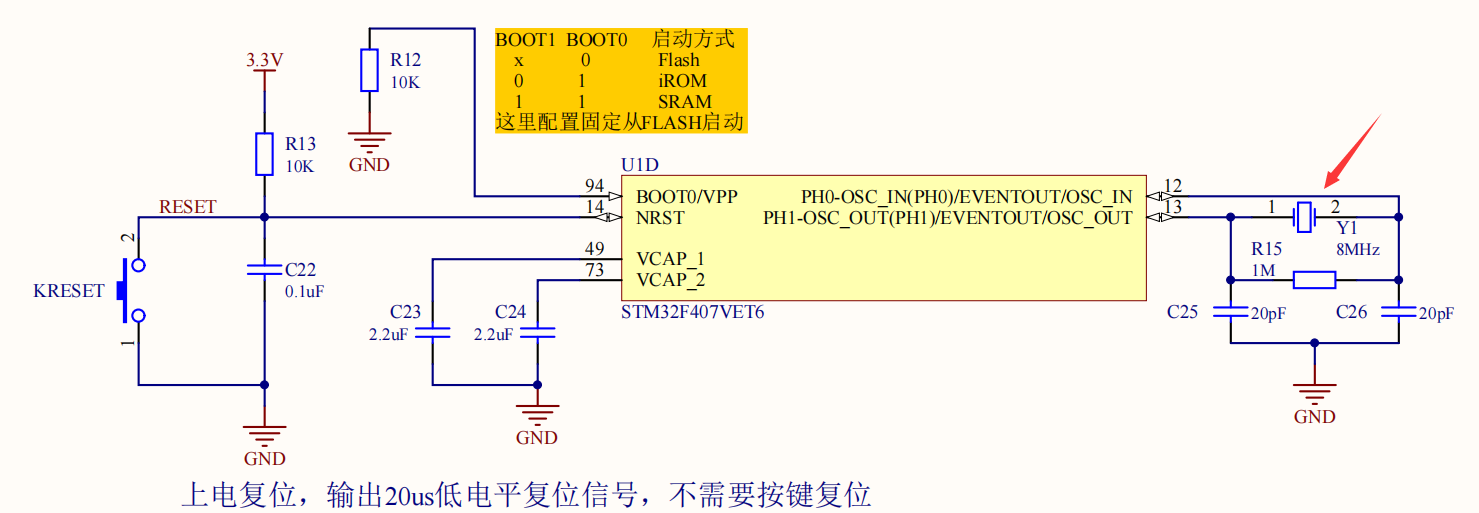 BOOT1 BOOT0 启动方式
x 0 Flash
0 1 iROM
1 1 SRAM
这里配置固定从FLASH启动
3.3V
R12
10K
GND
R13
10K
RESET
2
KRESET
1
C22
0.1uF
GND
U1D
94 BOOT0/VPP
14 NRST
49 VCAP_1
73 VCAP_2
PH0-OSC_IN(PH0)/EVENTOUT/OSC_IN 12
PH1-OSC_OUT(PH1)/EVENTOUT/OSC_OUT 13
STM32F407VET6
C23
2.2uF
C24
2.2uF
GND
1 2
Y1
8MHz
R15
1M
C25 20pF
C26 20pF
GND
上电复位，输出20us低电平复位信号，不需要按键复位